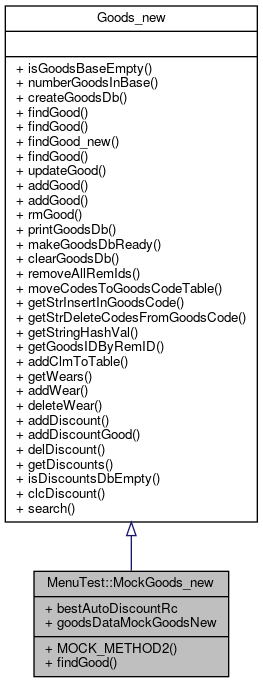 Goods_new
+ isGoodsBaseEmpty()
+ numberGoodsInBase()
+ createGoodsDb()
+ findGood()
+ findGood()
+ findGood_new()
+ findGood()
+ updateGood()
+ addGood()
+ addGood()
+ rmGood()
+ printGoodsDb()
+ makeGoodsDbReady()
+ clearGoodsDb()
+ removeAllRemIds()
+ moveCodesToGoodsCodeTable()
+ getStrInsertInGoodsCode()
+ getStrDeleteCodesFromGoodsCode()
+ getStringHashVal()
+ getGoodsIDByRemID()
+ addClmToTable()
+ getWears()
+ addWear()
+ deleteWear()
+ addDiscount()
+ addDiscountGood()
+ delDiscount()
+ getDiscounts()
+ isDiscountsDbEmpty()
+ clcDiscount()
+ search()
MenuTest::MockGoods_new
+ bestAutoDiscountRc
+ goodsDataMockGoodsNew
+ MOCK_METHOD2()
+ findGood()